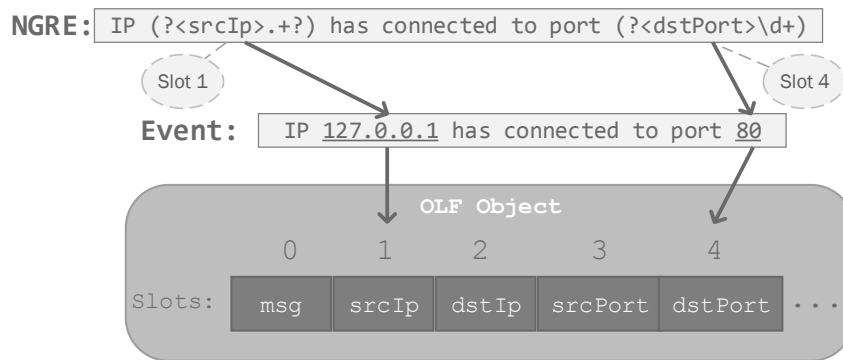 NGRE: IP (?<srcIp>.+?) has connected to port (?<dstPort>\d+)
Slot 1
Slot 4
Event: IP 127.0.0.1 has connected to port 80
OLF Object
0 1 2 3 4
Slots: msg srcIp dstIp srcPort dstPort ...